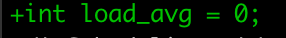 +int load_avg = 0;